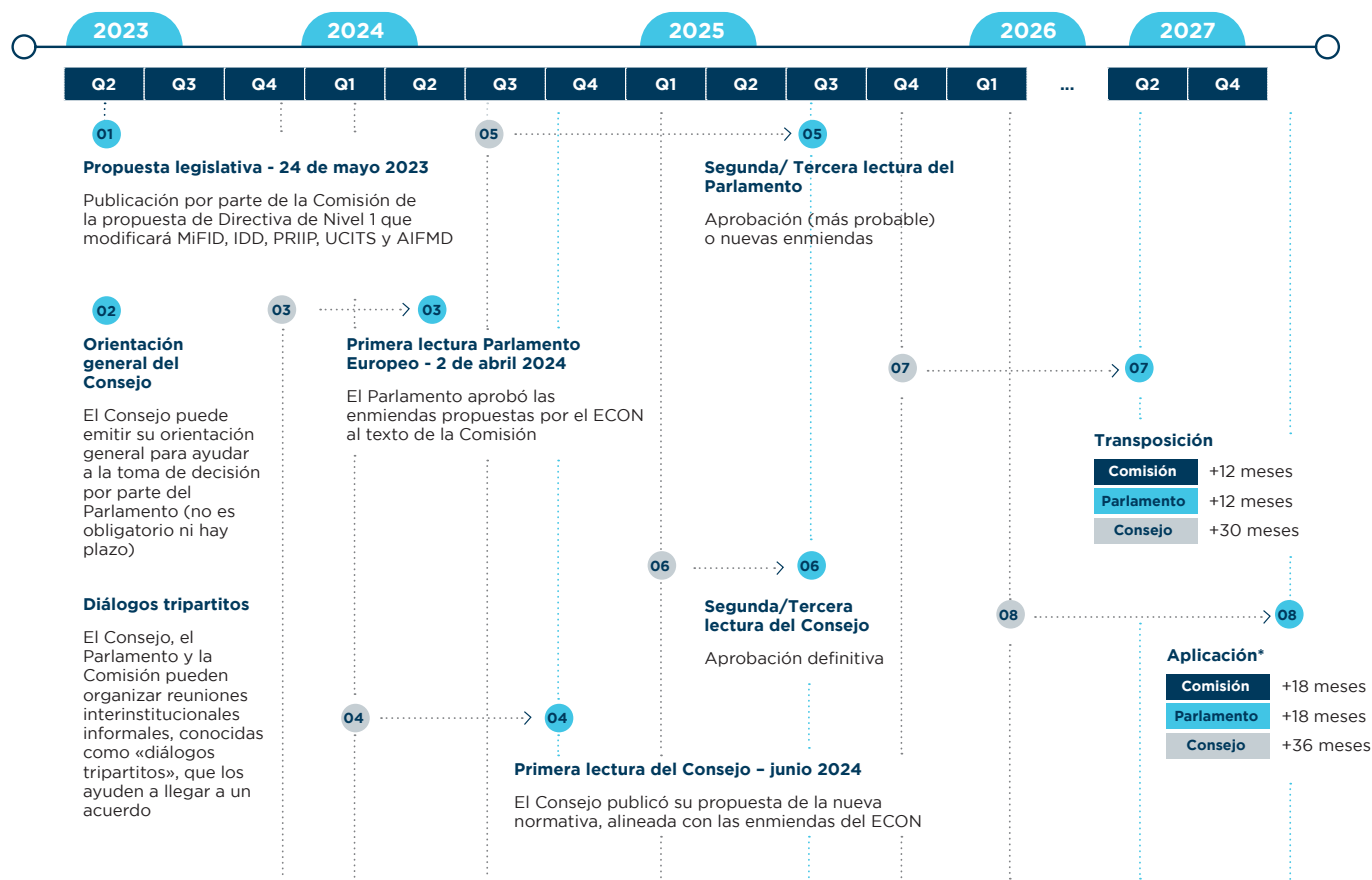 2023
2024
2025
2026
2027
Q2
Q3
Q4
Q1
Q2
Q3
Q4
Q1
Q2
Q3
Q4
Q1
...
Q2
Q4
01
05
05
Propuesta legislativa - 24 de mayo 2023
Publicación por parte de la Comisión de
la propuesta de Directiva de Nivel 1 que
modificará MiFID, IDD, PRIIP, UCITS y AIFMD
Segunda/ Tercera lectura del
Parlamento
Aprobación (más probable)
o nuevas enmiendas
02
03
03
Orientación
general del
Consejo
El Consejo puede
emitir su orientación
general para ayudar
a la toma de decisión
por parte del
Parlamento (no es
obligatorio ni hay
plazo)
Primera lectura Parlamento
Europeo - 2 de abril 2024
El Parlamento aprobó las
enmiendas propuestas por el ECON
al texto de la Comisión
07
07
Transposición
Comisión +12 meses
Parlamento +12 meses
Consejo +30 meses
06
06
Segunda/Tercera
lectura del Consejo
Aprobación definitiva
Diálogos tripartitos
El Consejo, el
Parlamento y la
Comisión pueden
organizar reuniones
interinstitucionales
informales, conocidas
como «diálogos
tripartitos», que los
ayuden a llegar a un
acuerdo
08
08
Aplicación*
Comisión +18 meses
Parlamento +18 meses
Consejo +36 meses
04
04
Primera lectura del Consejo – junio 2024
El Consejo publicó su propuesta de la nueva
normativa, alineada con las enmiendas del ECON